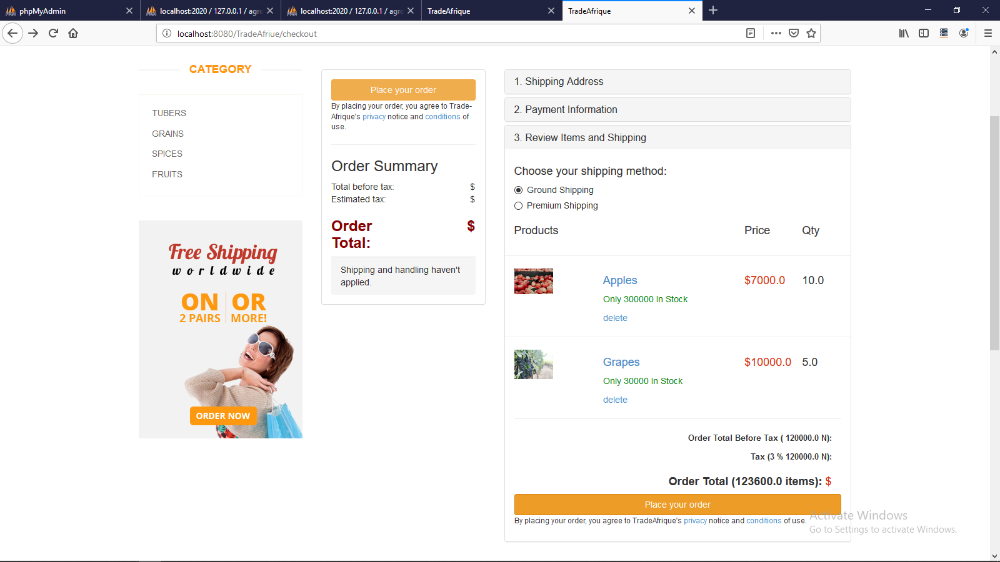 phpMyAdmin
localhost:2020 / 127.0.0.1 / agro
localhost:2020 / 127.0.0.1 / agro
TradeAfrique
TradeAfrique
localhost:8080/TradeAfriue/checkout
CATEGORY
TUBERS
GRAINS
SPICES
FRUITS
Free Shipping
worldwide
ON OR
2 PAIRS MORE!
ORDER NOW
Place your order
By placing your order, you agree to Trade-
Afrique's privacy notice and conditions of
use.
Order Summary
Total before tax: $
Estimated tax: $
Order $
Total:
Shipping and handling haven't
applied.
1. Shipping Address
2. Payment Information
3. Review Items and Shipping
Choose your shipping method:
Ground Shipping
Premium Shipping
Products Price Qty
Apples $7000.0 10.0
Only 300000 In Stock
delete
Grapes $10000.0 5.0
Only 30000 In Stock
delete
Order Total Before Tax ( 120000.0 N):
Tax (3 % 120000.0 N):
Order Total (123600.0 items): $
Place your order
By placing your order, you agree to TradeAfrique's privacy notice and conditions of use.
Activate Windows
Go to Settings to activate Windows.